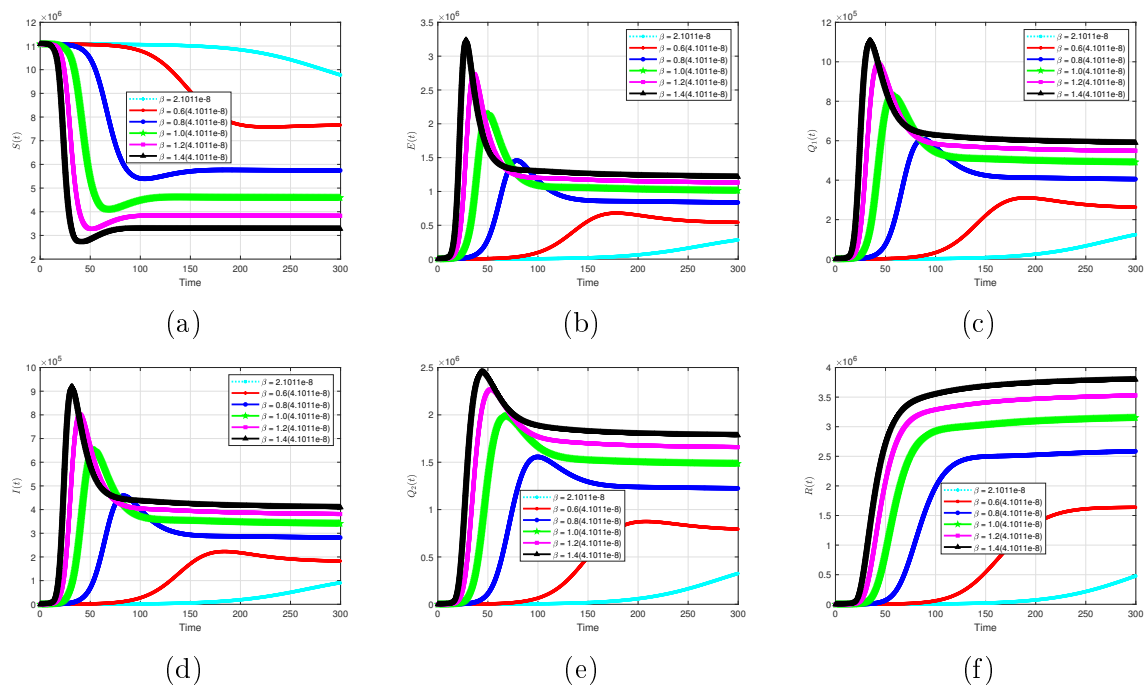 ×10⁶
12
11
10
9
8
7
6
5
4
3
2
S(t)
β = 2.1011e-8
β = 0.6(4.1011e-8)
β = 0.8(4.1011e-8)
β = 1.0(4.1011e-8)
β = 1.2(4.1011e-8)
β = 1.4(4.1011e-8)
0 50 100 150 200 250 300
Time
(a)
×10⁶
3.5
3
2.5
2
1.5
1
0.5
0
E(t)
β = 2.1011e-8
β = 0.6(4.1011e-8)
β = 0.8(4.1011e-8)
β = 1.0(4.1011e-8)
β = 1.2(4.1011e-8)
β = 1.4(4.1011e-8)
0 50 100 150 200 250 300
Time
(b)
×10⁵
12
10
8
6
4
2
0
Q₁(t)
β = 2.1011e-8
β = 0.6(4.1011e-8)
β = 0.8(4.1011e-8)
β = 1.0(4.1011e-8)
β = 1.2(4.1011e-8)
β = 1.4(4.1011e-8)
0 50 100 150 200 250 300
Time
(c)
×10⁵
10
9
8
7
6
5
4
3
2
1
0
I(t)
β = 2.1011e-8
β = 0.6(4.1011e-8)
β = 0.8(4.1011e-8)
β = 1.0(4.1011e-8)
β = 1.2(4.1011e-8)
β = 1.4(4.1011e-8)
0 50 100 150 200 250 300
Time
(d)
×10⁶
2.5
2
1.5
1
0.5
0
Q₂(t)
β = 2.1011e-8
β = 0.6(4.1011e-8)
β = 0.8(4.1011e-8)
β = 1.0(4.1011e-8)
β = 1.2(4.1011e-8)
β = 1.4(4.1011e-8)
0 50 100 150 200 250 300
Time
(e)
×10⁶
4
3.5
3
2.5
2
1.5
1
0.5
0
R(t)
β = 2.1011e-8
β = 0.6(4.1011e-8)
β = 0.8(4.1011e-8)
β = 1.0(4.1011e-8)
β = 1.2(4.1011e-8)
β = 1.4(4.1011e-8)
0 50 100 150 200 250 300
Time
(f)